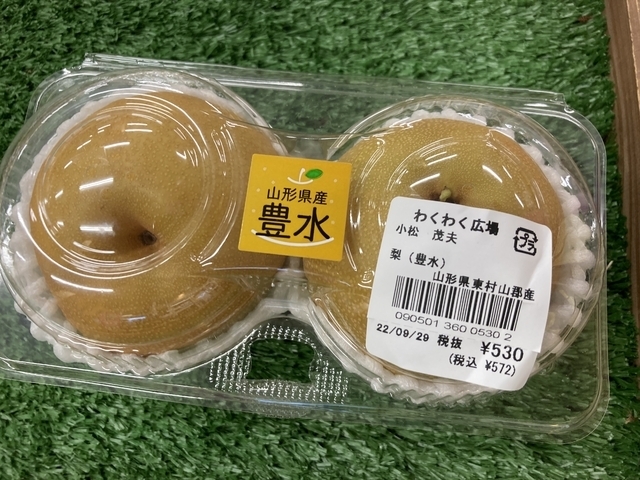 山形県産
豊水
わくわく広場
小松 茂夫
プラ
梨（豊水）
山形県東村山郡産
090501 360 0530 2
22/09/29 税抜 ¥530
(税込 ¥572)